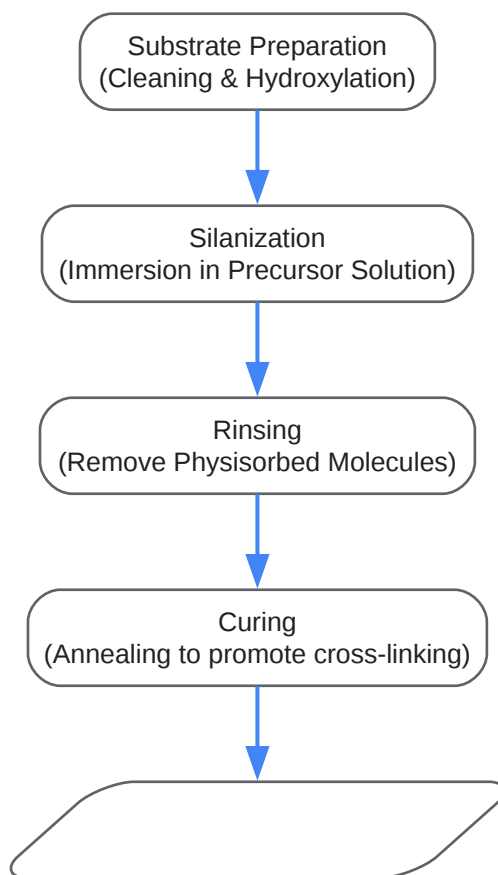 Substrate Preparation
(Cleaning & Hydroxylation)
Silanization
(Immersion in Precursor Solution)
Rinsing
(Remove Physisorbed Molecules)
Curing
(Annealing to promote cross-linking)